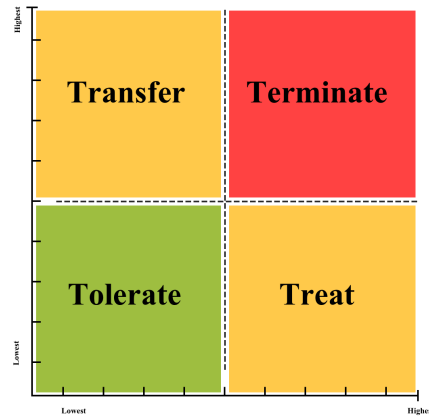 Highest
Transfer
Terminate
Tolerate
Treat
Lowest
Lowest
Highe